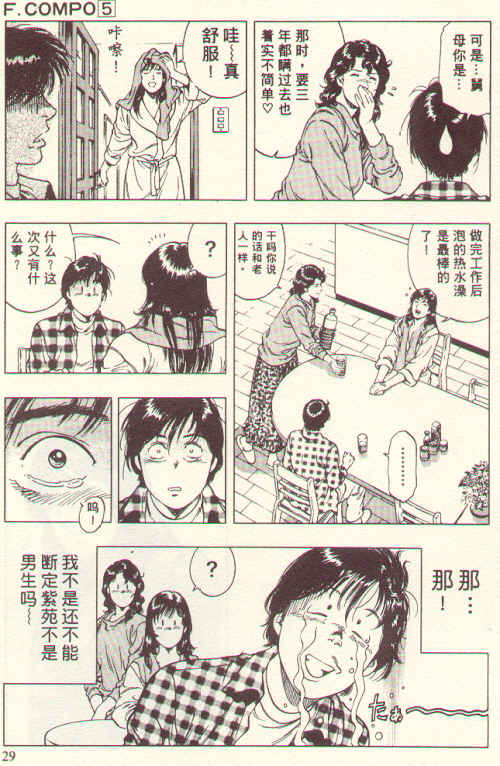 F. COMPO 5
可是…舅
母你是…
那时，要三
年都瞒过去也
着实不简单♡
哇~~真
舒服！
咔嚓！
做完工作后
泡的热水澡
是最棒的
了！
干吗你说
的话和老
人一样。
…………
？
什么？这
次又有什
么事？
呜！
那…
那！
？
我不是还不能
断定紫苑不是
男生吗~~
たぁ
29